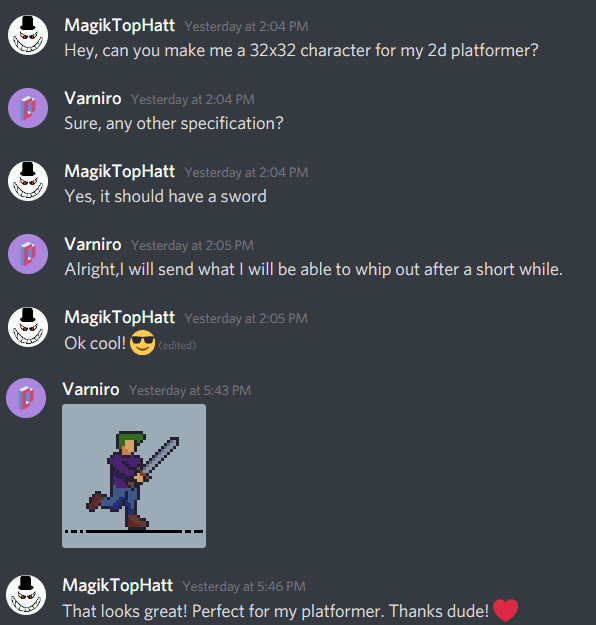 MagikTopHatt Yesterday at 2:04 PM
Hey, can you make me a 32x32 character for my 2d platformer?
Varniro Yesterday at 2:04 PM
Sure, any other specification?
MagikTopHatt Yesterday at 2:04 PM
Yes, it should have a sword
Varniro Yesterday at 2:05 PM
Alright,I will send what I will be able to whip out after a short while.
MagikTopHatt Yesterday at 2:05 PM
Ok cool! 😎 (edited)
Varniro Yesterday at 5:43 PM
MagikTopHatt Yesterday at 5:46 PM
That looks great! Perfect for my platformer. Thanks dude! ❤️